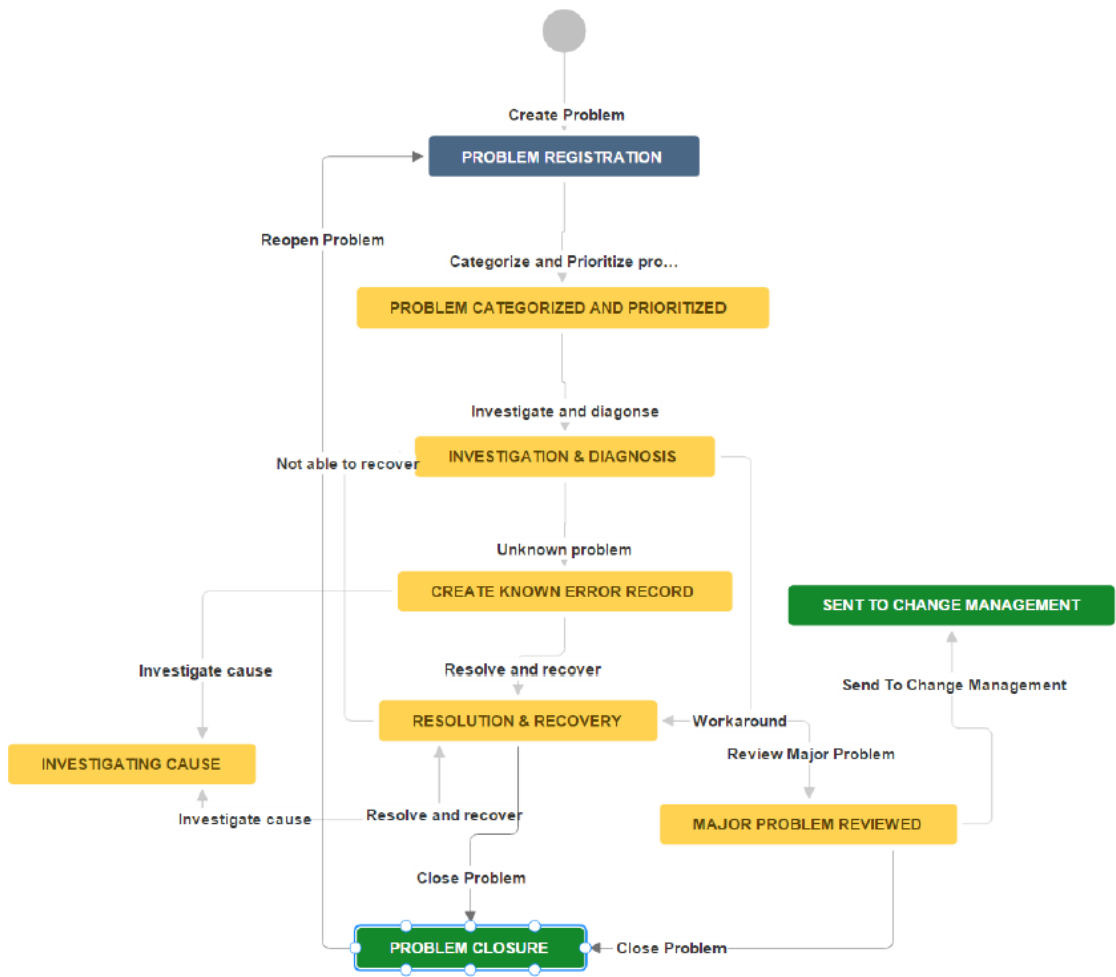 Create Problem
PROBLEM REGISTRATION
Reopen Problem
Categorize and Prioritize pro...
PROBLEM CATEGORIZED AND PRIORITIZED
Investigate and diagonse
INVESTIGATION & DIAGNOSIS
Not able to recover
Unknown problem
CREATE KNOWN ERROR RECORD
SENT TO CHANGE MANAGEMENT
Investigate cause
Resolve and recover
Send To Change Management
RESOLUTION & RECOVERY
Workaround
Review Major Problem
INVESTIGATING CAUSE
Investigate cause
Resolve and recover
MAJOR PROBLEM REVIEWED
Close Problem
PROBLEM CLOSURE
Close Problem